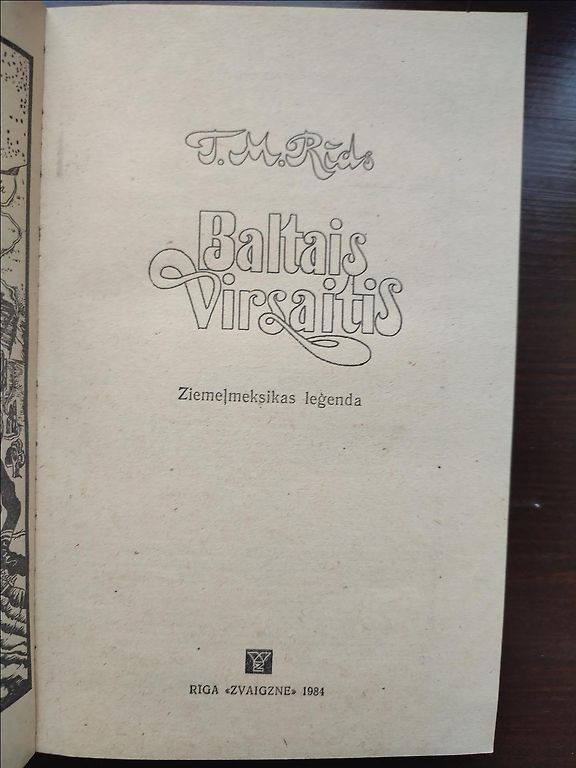 T. M. Rīds
Baltais
Virsaitis
Ziemeļmeksikas leģenda
RĪGA «ZVAIGZNE» 1984